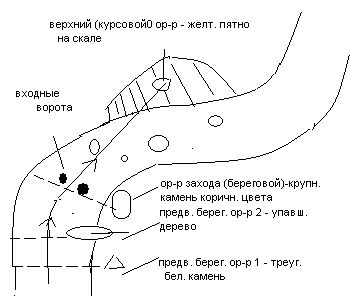 верхний (курсовой0 ор-р - желт. пятно
на скале
входные
ворота
ор-р захода (береговой)-крупн.
камень коричн. цвета
предв. берег. ор-р 2 - упавш.
дерево
предв. берег. ор-р 1 - треуг.
бел. камень